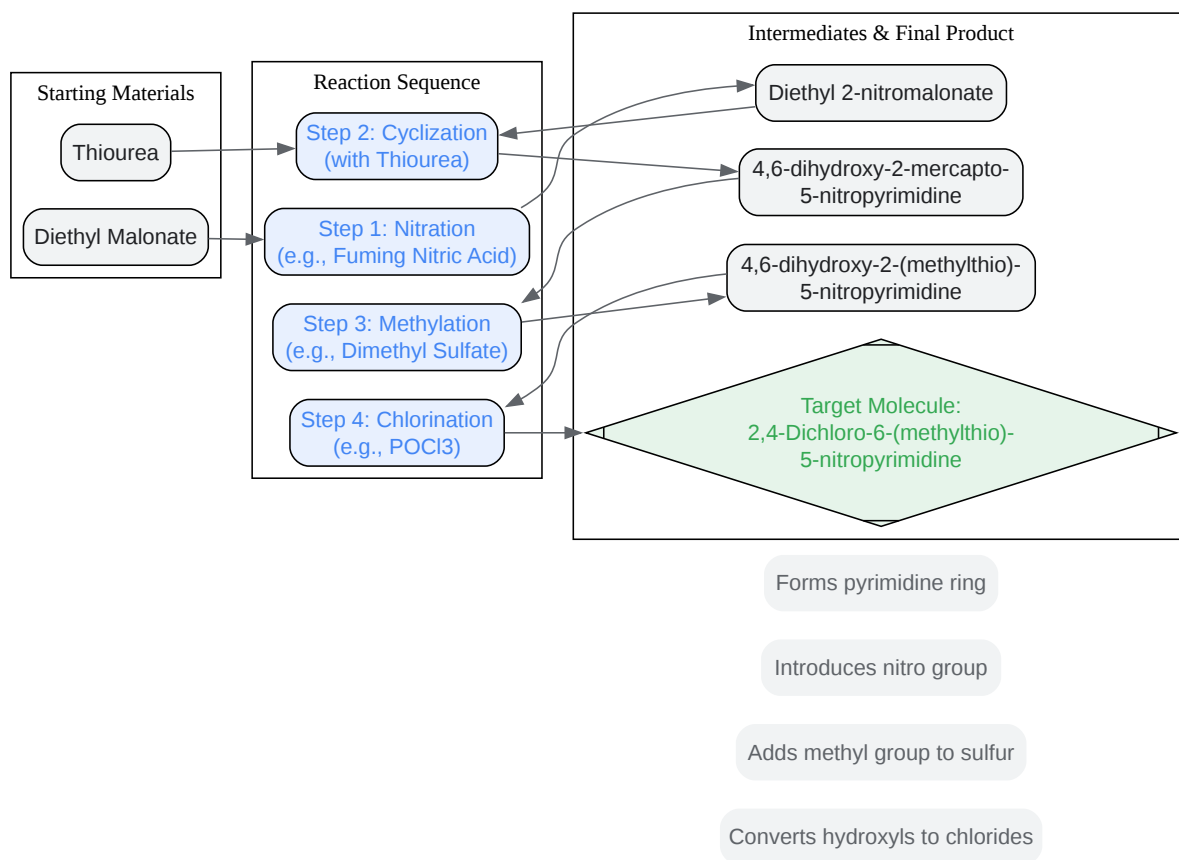 Starting Materials
Thiourea
Diethyl Malonate
Reaction Sequence
Step 2: Cyclization
(with Thiourea)
Step 1: Nitration
(e.g., Fuming Nitric Acid)
Step 3: Methylation
(e.g., Dimethyl Sulfate)
Step 4: Chlorination
(e.g., POCl3)
Intermediates & Final Product
Diethyl 2-nitromalonate
4,6-dihydroxy-2-mercapto-
5-nitropyrimidine
4,6-dihydroxy-2-(methylthio)-
5-nitropyrimidine
Target Molecule:
2,4-Dichloro-6-(methylthio)-
5-nitropyrimidine
Forms pyrimidine ring
Introduces nitro group
Adds methyl group to sulfur
Converts hydroxyls to chlorides